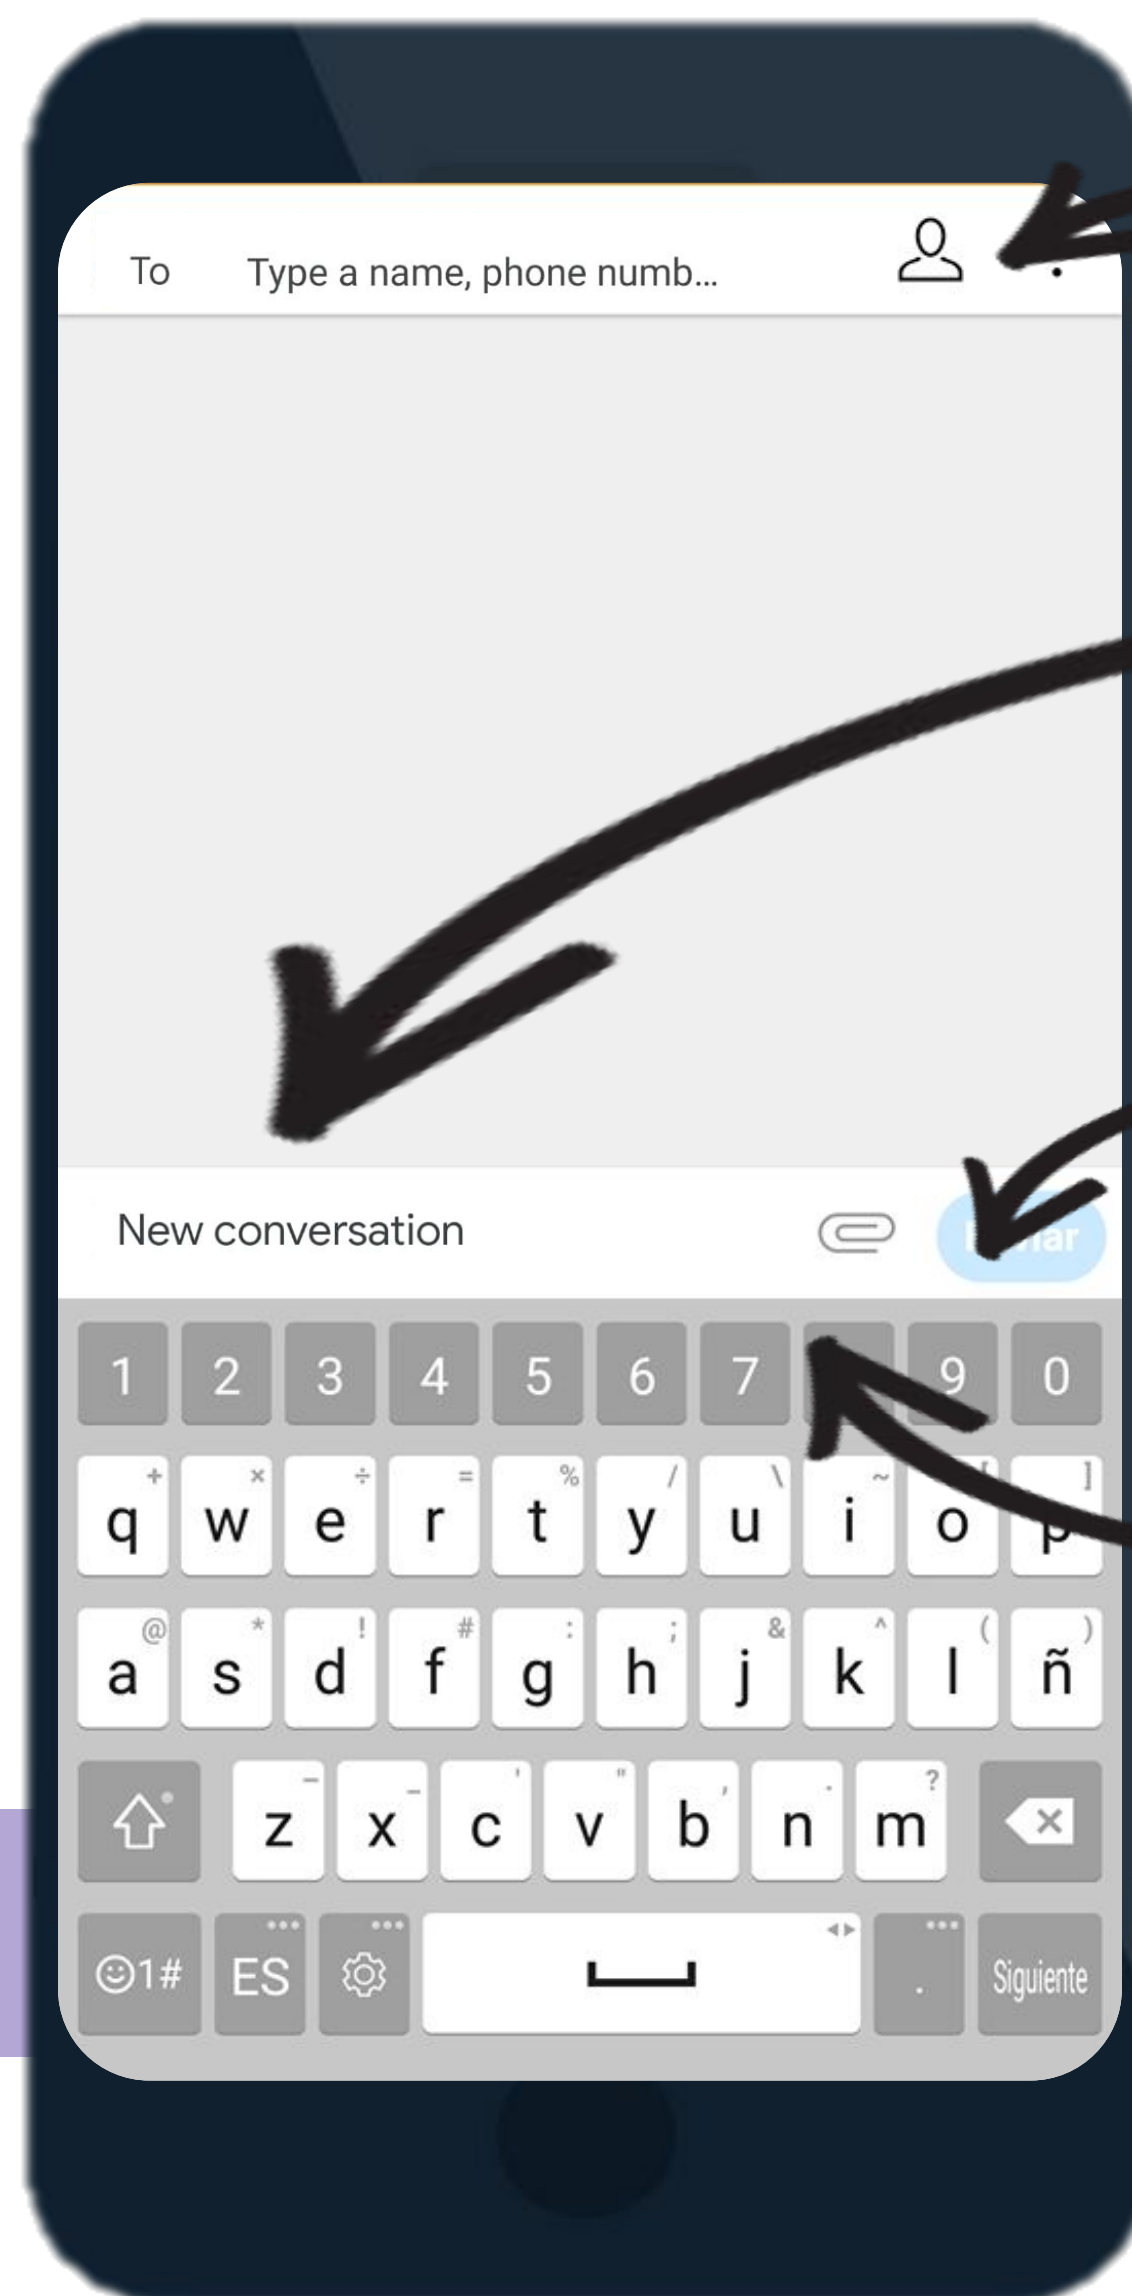 To Type a name, phone numb...
New conversation
1 2 3 4 5 6 7 9 0
+ × ÷ = % / \ ~ [ ]
q w e r t y u i o p
@ * ! # : ; & ^ ( )
a s d f g h j k l ñ
– _ ' " , . ?
z x c v b n m
1# ES . Siguiente